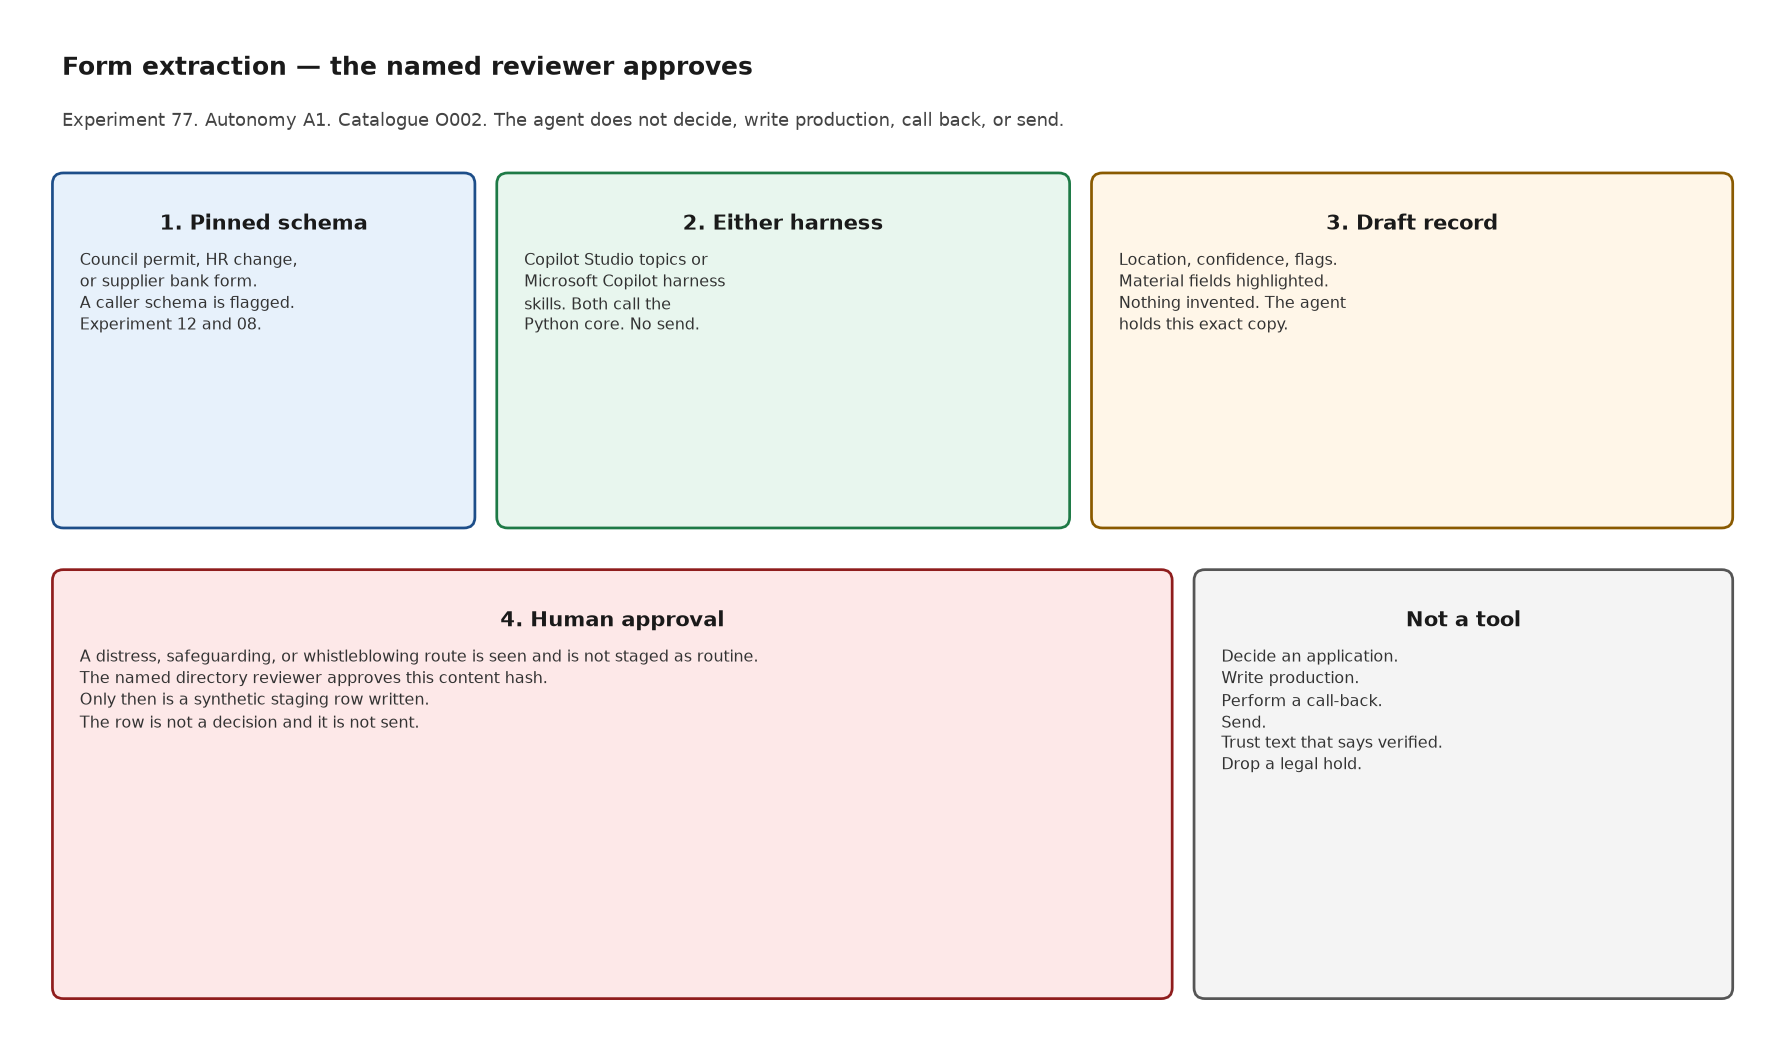 Form extraction — the named reviewer approves
Experiment 77. Autonomy A1. Catalogue O002. The agent does not decide, write production, call back, or send.
1. Pinned schema
Council permit, HR change,
or supplier bank form.
A caller schema is flagged.
Experiment 12 and 08.
2. Either harness
Copilot Studio topics or
Microsoft Copilot harness
skills. Both call the
Python core. No send.
3. Draft record
Location, confidence, flags.
Material fields highlighted.
Nothing invented. The agent
holds this exact copy.
4. Human approval
A distress, safeguarding, or whistleblowing route is seen and is not staged as routine.
The named directory reviewer approves this content hash.
Only then is a synthetic staging row written.
The row is not a decision and it is not sent.
Not a tool
Decide an application.
Write production.
Perform a call-back.
Send.
Trust text that says verified.
Drop a legal hold.